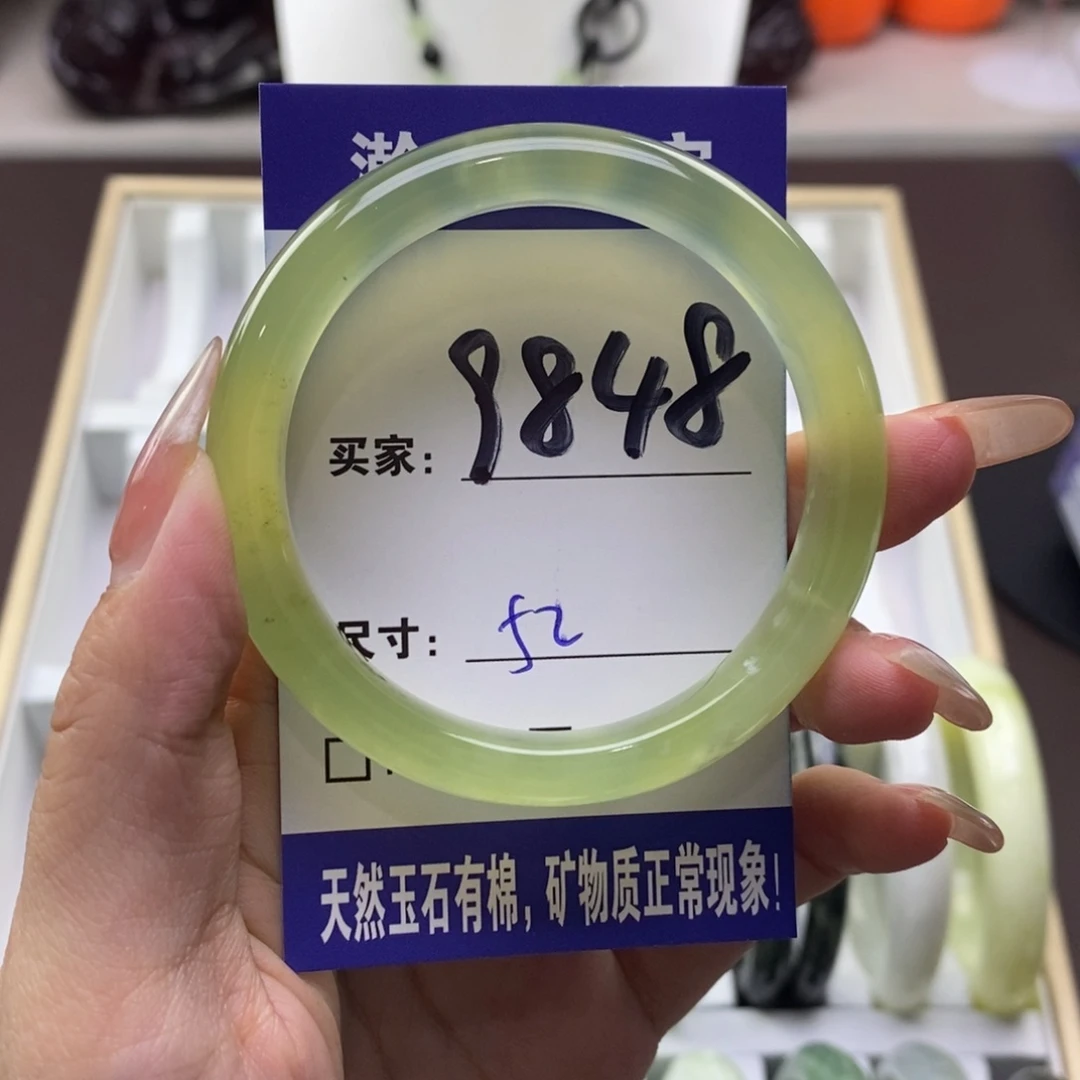 瀚
买家: 9848
尺寸: 52
天然玉石有棉, 矿物质正常现象!